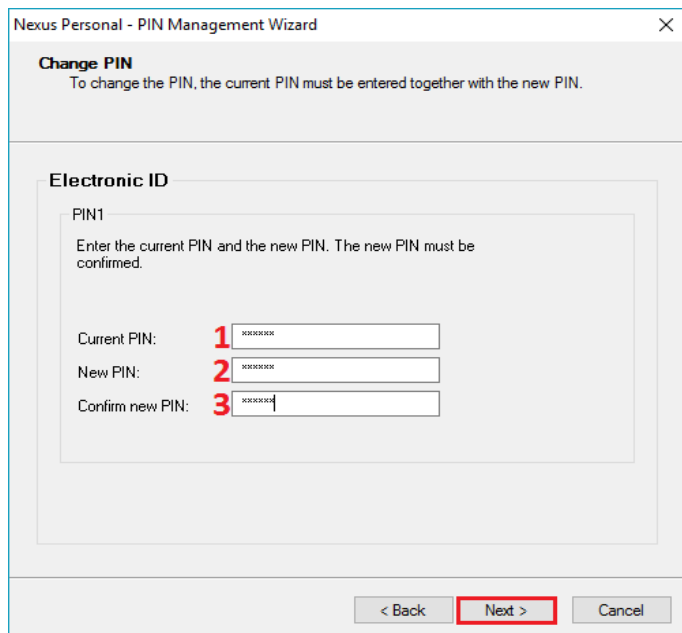 Nexus Personal - PIN Management Wizard
Change PIN
To change the PIN, the current PIN must be entered together with the new PIN.
Electronic ID
PIN1
Enter the current PIN and the new PIN. The new PIN must be
confirmed.
Current PIN: 1 ******
New PIN: 2 ******
Confirm new PIN: 3 ******
< Back Next > Cancel